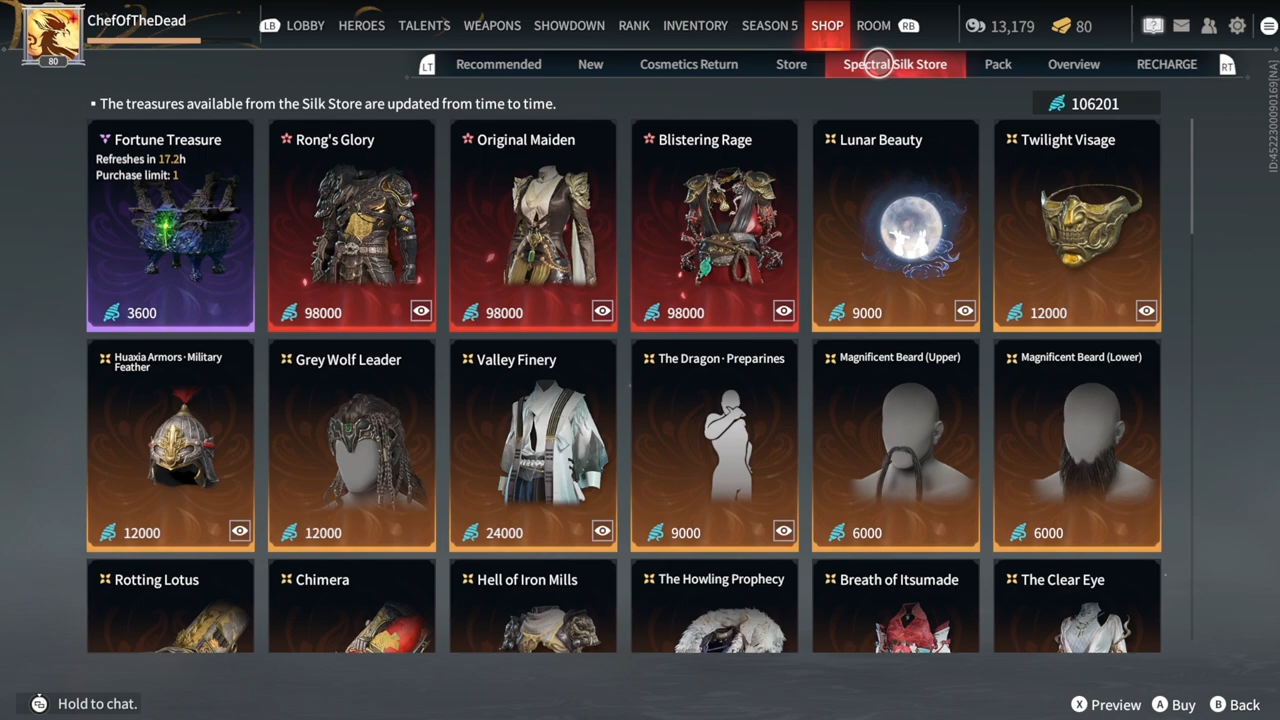 ChefOfTheDead
80
LB LOBBY HEROES TALENTS WEAPONS SHOWDOWN RANK INVENTORY SEASON 5 SHOP ROOM RB
13,179
80
LT Recommended New Cosmetics Return Store Spectral Silk Store Pack Overview RECHARGE RT
▪ The treasures available from the Silk Store are updated from time to time.
106201
Fortune Treasure
Refreshes in 17.2h
Purchase limit: 1
3600
Rong's Glory
98000
Original Maiden
98000
Blistering Rage
98000
Lunar Beauty
9000
Twilight Visage
12000
Huaxia Armors·Military
Feather
12000
Grey Wolf Leader
12000
Valley Finery
24000
The Dragon·Preparines
9000
Magnificent Beard (Upper)
6000
Magnificent Beard (Lower)
6000
Rotting Lotus
Chimera
Hell of Iron Mills
The Howling Prophecy
Breath of Itsumade
The Clear Eye
Hold to chat.
X Preview A Buy B Back
ID:4522300090169[NA]